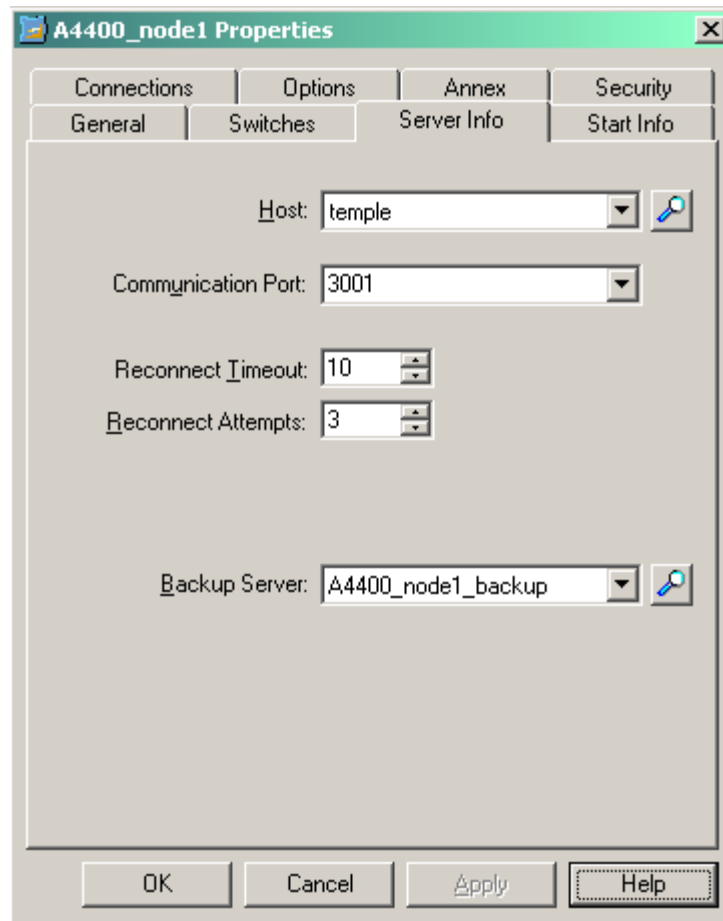 A4400_node1 Properties
Connections Options Annex Security
General Switches Server Info Start Info
Host: temple
Communication Port: 3001
Reconnect Timeout: 10
Reconnect Attempts: 3
Backup Server: A4400_node1_backup
OK Cancel Apply Help